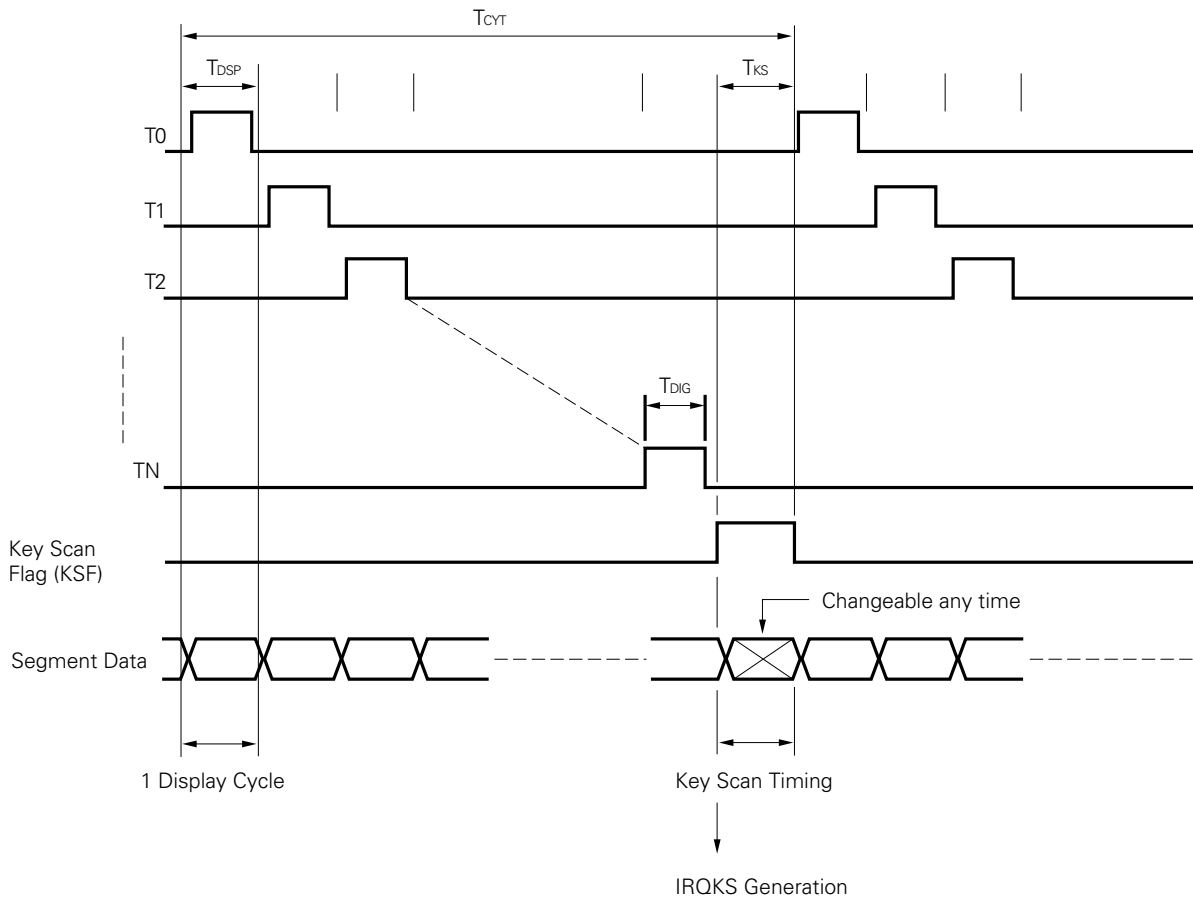 TCYT
TDSP
TKS
T0
T1
T2
TDIG
TN
Key Scan
Flag (KSF)
Changeable any time
Segment Data
1 Display Cycle
Key Scan Timing
IRQKS Generation